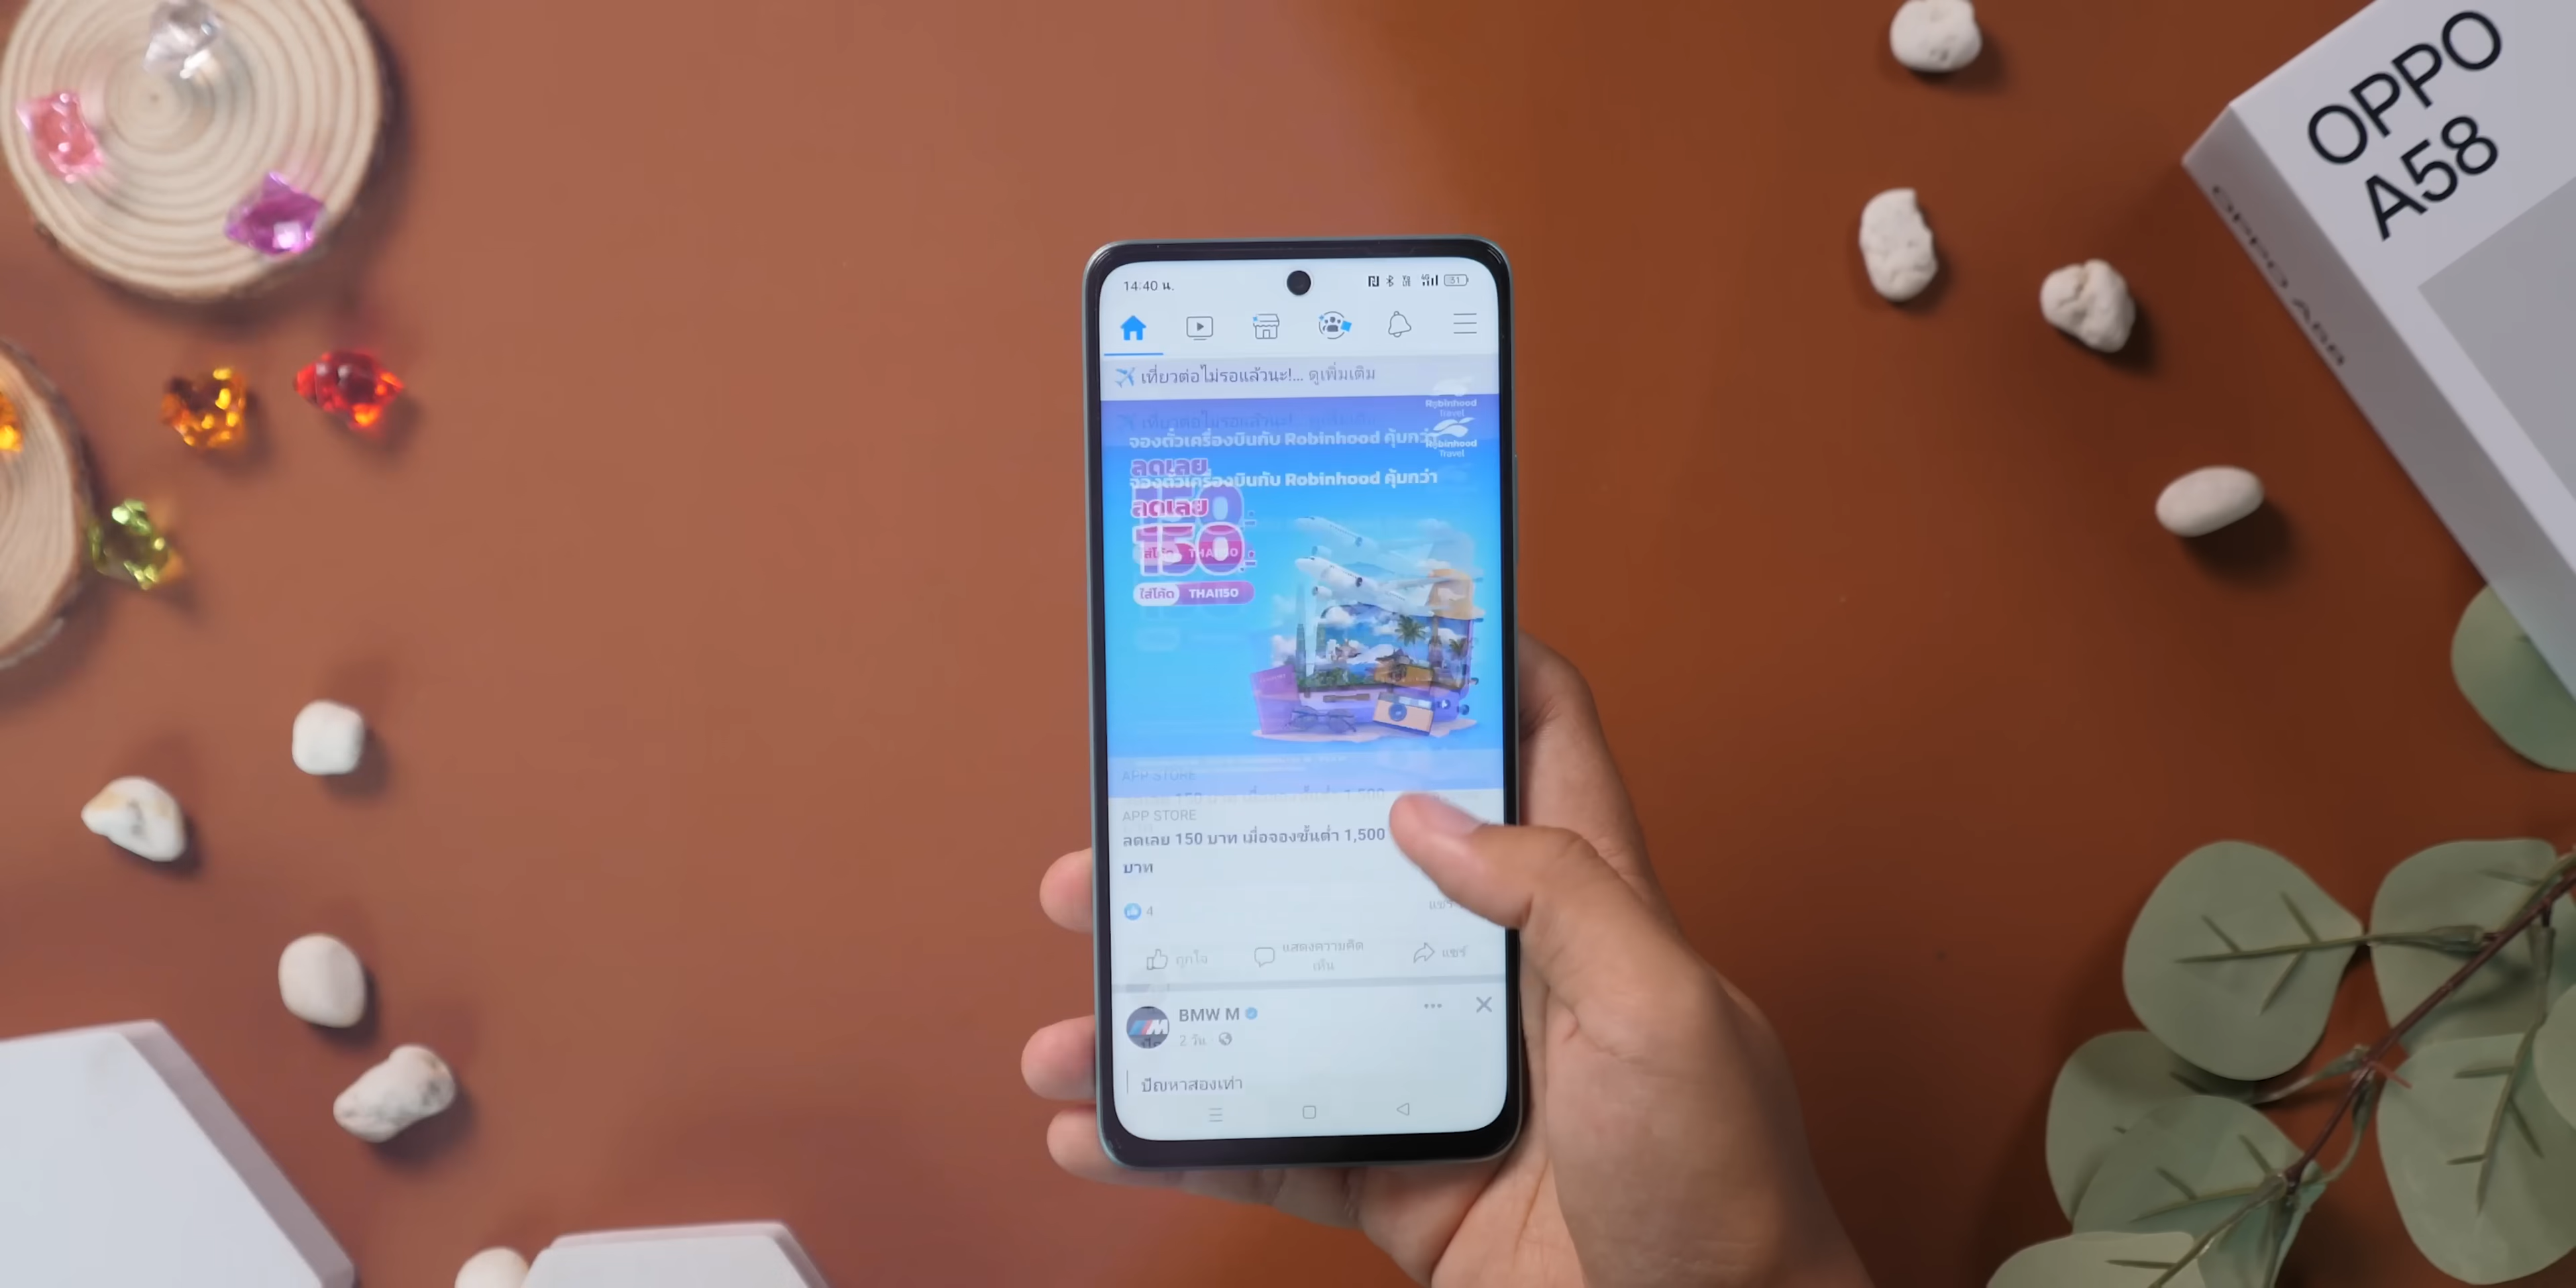 OPPO
A58
OPPO A58
14:40 น.
51
เที่ยวต่อไม่รอแล้วนะ!... ดูเพิ่มเติม
Robinhood
Travel
จองตั๋วเครื่องบินกับ Robinhood คุ้มกว่า
ลดเลย
150.-
ใส่โค้ด THAI150
APP STORE
ลดเลย 150 บาท เมื่อจองขั้นต่ำ 1,500
บาท
4
แชร์
ถูกใจ
แสดงความคิด
เห็น
แชร์
BMW M
2 วัน
ปัญหาสองเท่า